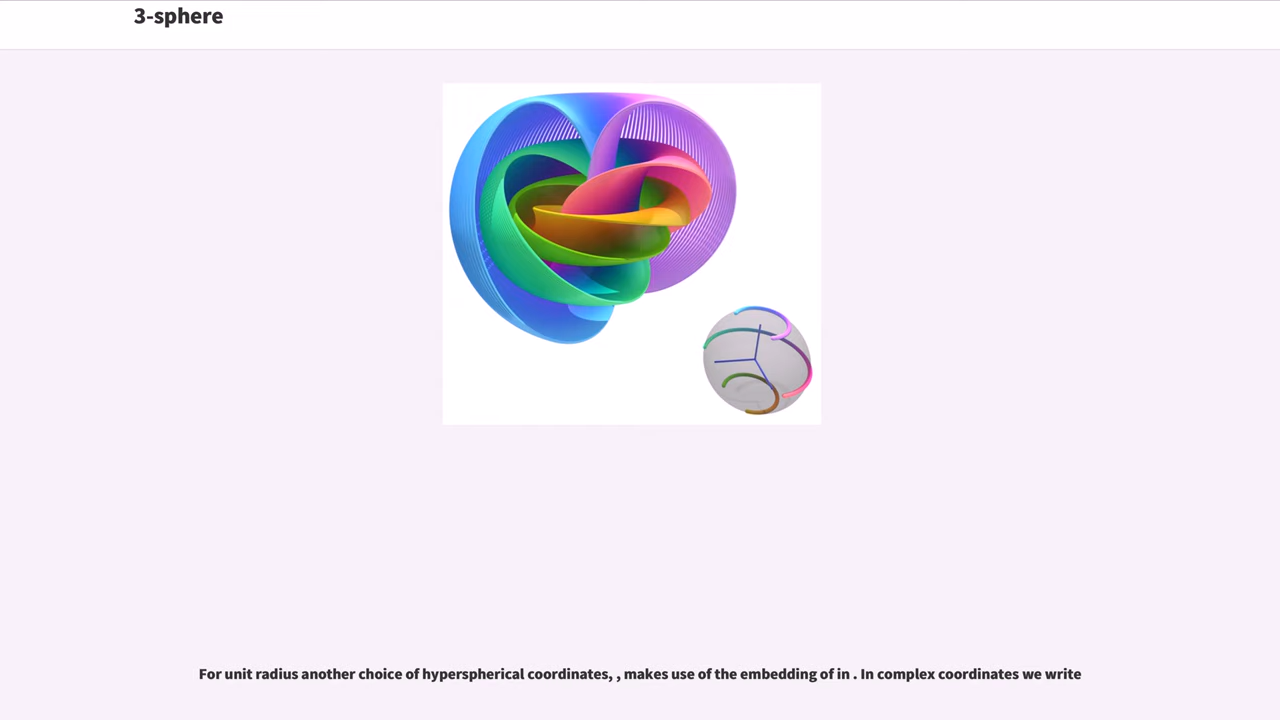 3-sphere
For unit radius another choice of hyperspherical coordinates, , makes use of the embedding of in . In complex coordinates we write